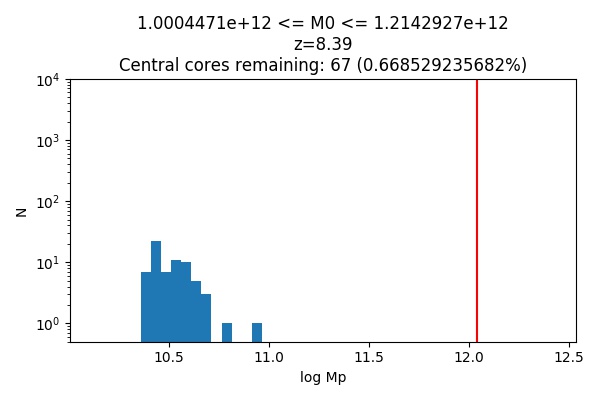 1.0004471e+12 <= M0 <= 1.2142927e+12
z=8.39
Central cores remaining: 67 (0.668529235682%)
10^4
10^3
10^2
10^1
10^0
N
10.5 11.0 11.5 12.0 12.5
log Mp